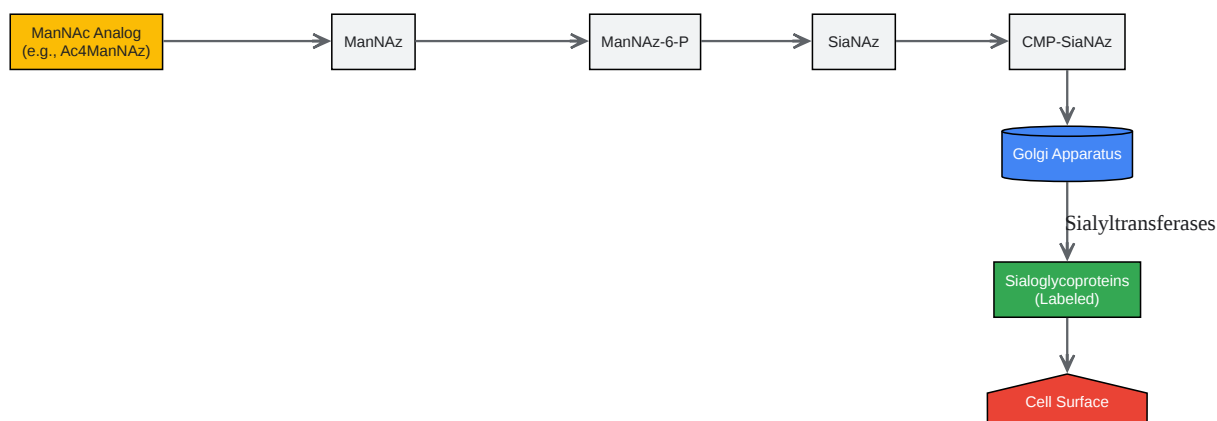 ManNAc Analog
(e.g., Ac4ManNAz)
ManNAz
ManNAz-6-P
SiaNAz
CMP-SiaNAz
Golgi Apparatus
Sialyltransferases
Sialoglycoproteins
(Labeled)
Cell Surface